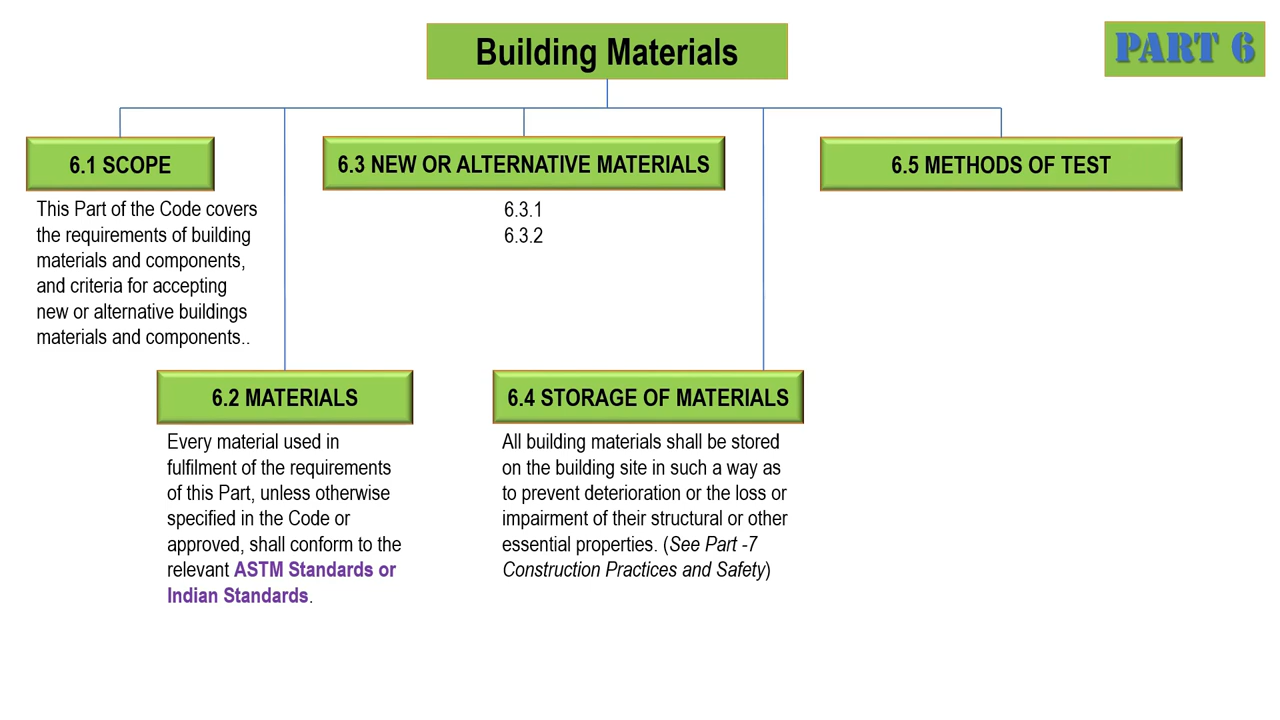 Building Materials
PART 6
6.1 SCOPE
This Part of the Code covers
the requirements of building
materials and components,
and criteria for accepting
new or alternative buildings
materials and components..
6.2 MATERIALS
Every material used in
fulfilment of the requirements
of this Part, unless otherwise
specified in the Code or
approved, shall conform to the
relevant ASTM Standards or
Indian Standards.
6.3 NEW OR ALTERNATIVE MATERIALS
6.3.1
6.3.2
6.4 STORAGE OF MATERIALS
All building materials shall be stored
on the building site in such a way as
to prevent deterioration or the loss or
impairment of their structural or other
essential properties. (See Part -7
Construction Practices and Safety)
6.5 METHODS OF TEST